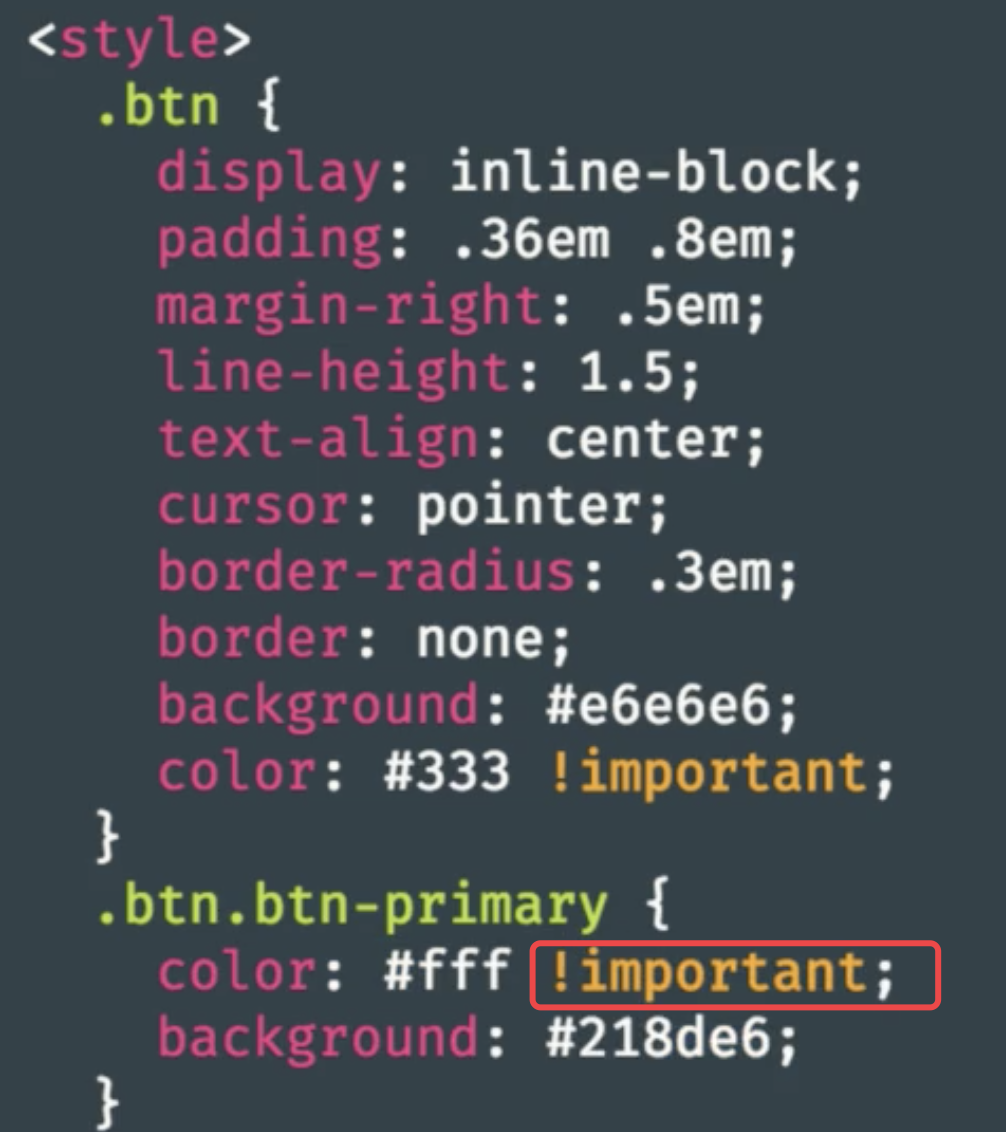 <style>
.btn {
display: inline-block;
padding: .36em .8em;
margin-right: .5em;
line-height: 1.5;
text-align: center;
cursor: pointer;
border-radius: .3em;
border: none;
background: #e6e6e6;
color: #333 !important;
}
.btn.btn-primary {
color: #fff !important;
background: #218de6;
}